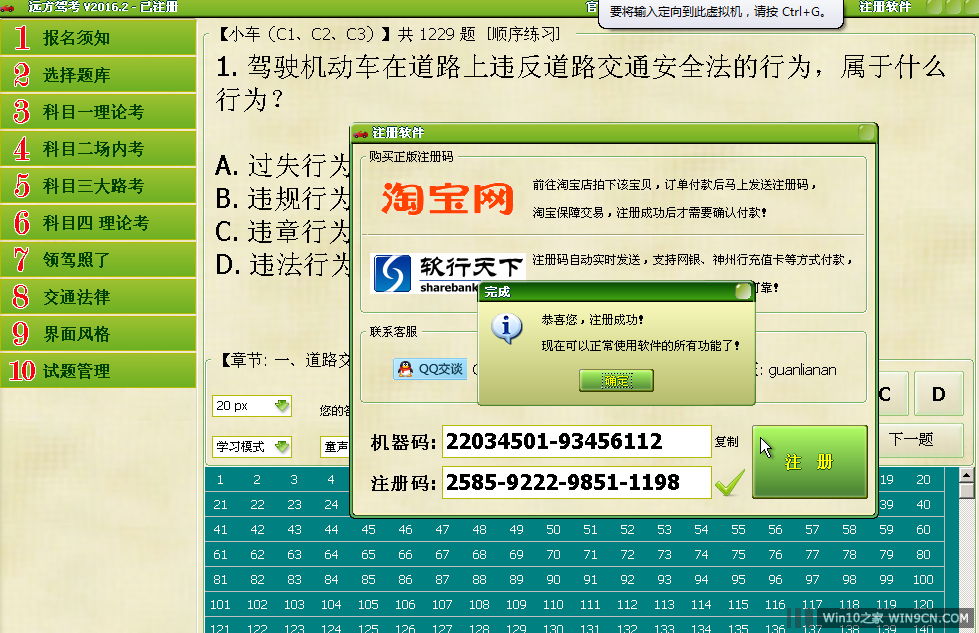 远方驾考 V2016.2 - 已注册
官
要将输入定向到此虚拟机，请按 Ctrl+G。
注册软件
1 报名须知
2 选择题库
3 科目一理论考
4 科目二场内考
5 科目三大路考
6 科目四 理论考
7 领驾照了
8 交通法律
9 界面风格
10 试题管理
【小车（C1、C2、C3）】共 1229 题 [顺序练习]
1. 驾驶机动车在道路上违反道路交通安全法的行为，属于什么
行为？
A. 过失行为
B. 违规行为
C. 违章行为
D. 违法行为
注册软件
购买正版注册码
淘宝网
前往淘宝店拍下该宝贝，订单付款后马上发送注册码，
淘宝保障交易，注册成功后才需要确认付款!
软行天下
sharebank
注册码自动实时发送，支持网银、神州行充值卡等方式付款，
可靠!
完成
恭喜您，注册成功!
现在可以正常使用软件的所有功能了!
确定
联系客服
QQ交谈
: guanlianan
机器码: 22034501-93456112 复制
注册码: 2585-9222-9851-1198
注 册
【章节: 一、道路交
20 px
您的答
学习模式
童声
C D
下一题
1 2 3 4 19 20
21 22 23 24 39 40
41 42 43 44 45 46 47 48 49 50 51 52 53 54 55 56 57 58 59 60
61 62 63 64 65 66 67 68 69 70 71 72 73 74 75 76 77 78 79 80
81 82 83 84 85 86 87 88 89 90 91 92 93 94 95 96 97 98 99 100
101 102 103 104 105 106 107 108 109 110 111 112 113 114 115 116 117 118 119 120
121 122 123 124 125 126 127 128 129 130 131 132 133 134 135 136 137 138 139 140
Win10之家 WIN9CN.COM